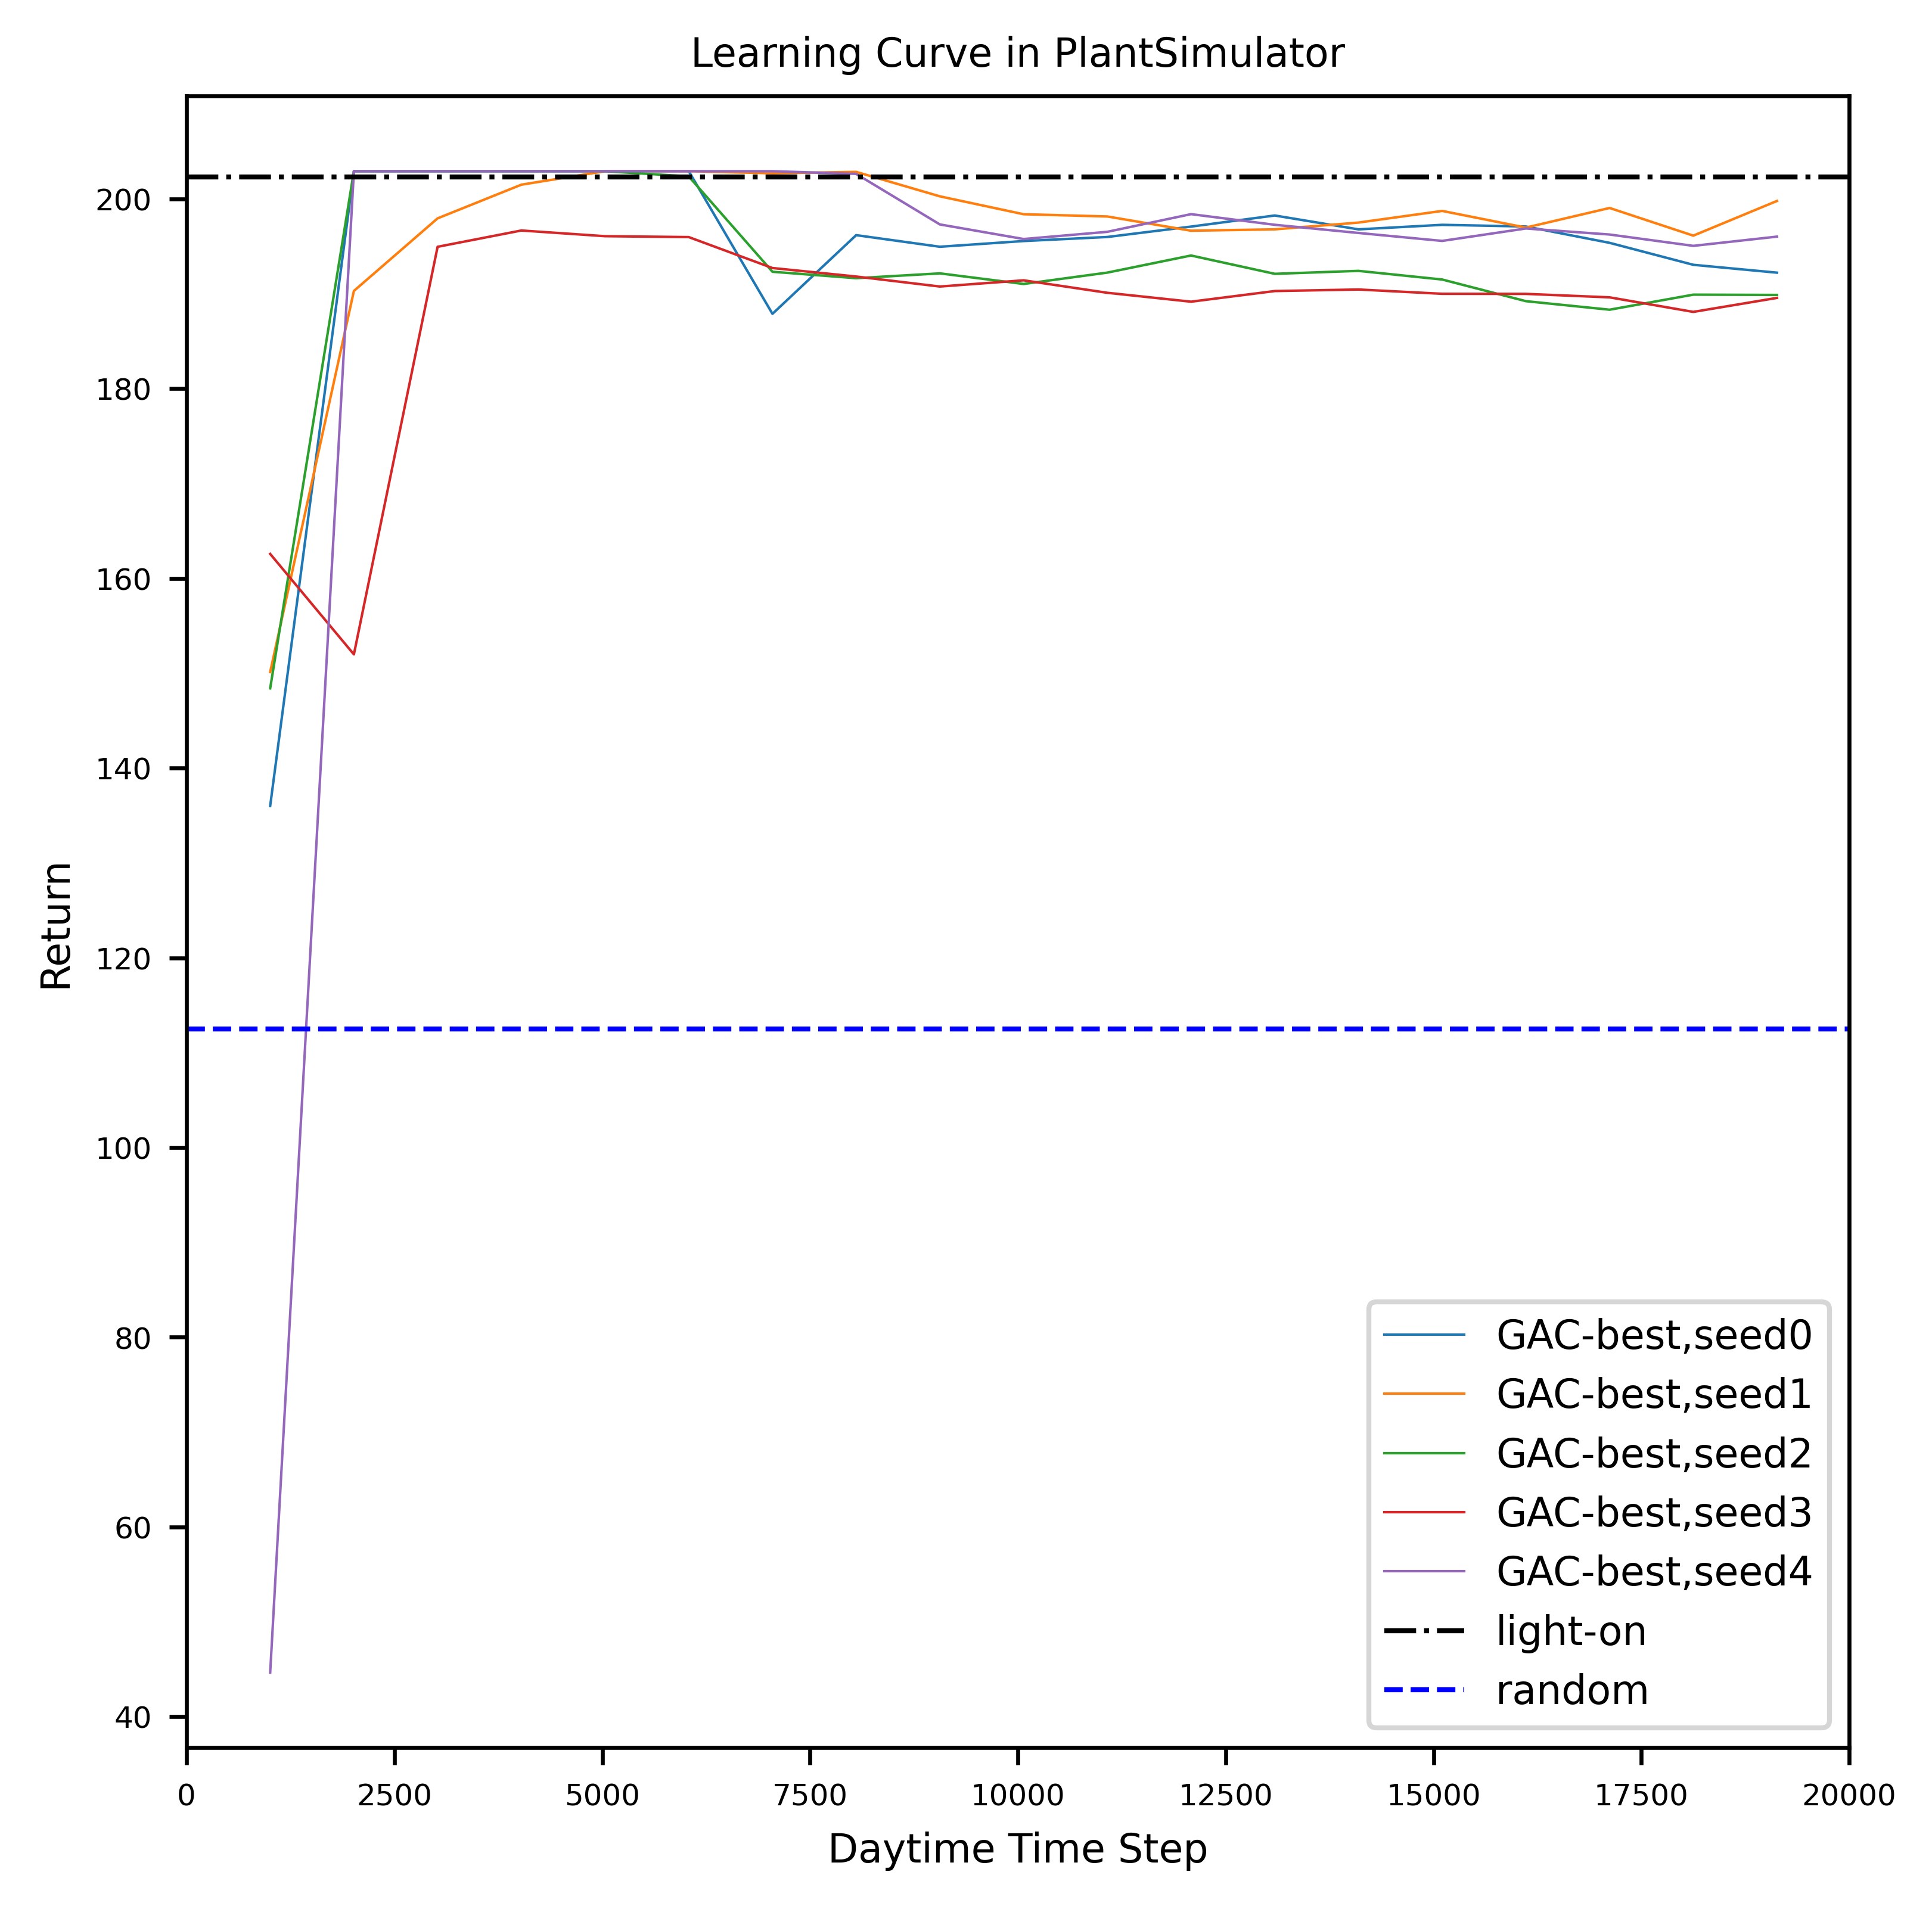 Learning Curve in PlantSimulator
Return
200
180
160
140
120
100
80
60
40
0 2500 5000 7500 10000 12500 15000 17500 20000
Daytime Time Step
GAC-best,seed0
GAC-best,seed1
GAC-best,seed2
GAC-best,seed3
GAC-best,seed4
light-on
random